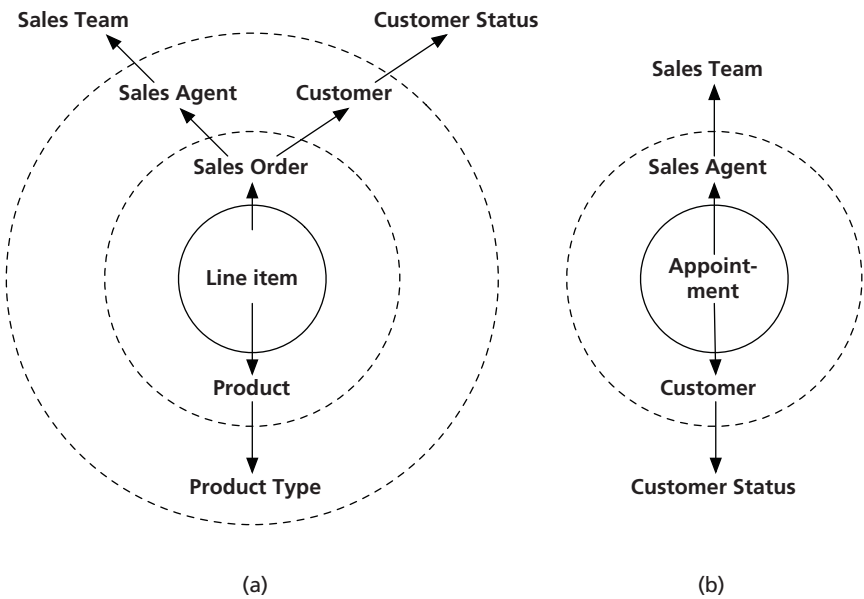 Sales Team
Customer Status
Sales Agent
Customer
Sales Order
Line item
Product
Product Type
(a)
Sales Team
Sales Agent
Appoint-
ment
Customer
Customer Status
(b)